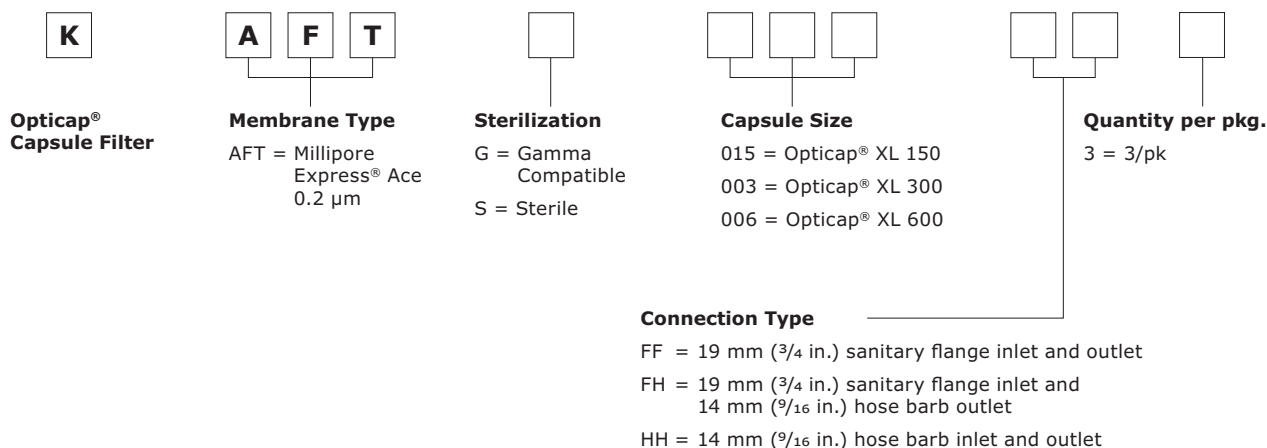 K A F T
Opticap®
Capsule Filter
Membrane Type
AFT = Millipore
Express® Ace
0.2 µm
Sterilization
G = Gamma
Compatible
S = Sterile
Capsule Size
015 = Opticap® XL 150
003 = Opticap® XL 300
006 = Opticap® XL 600
Quantity per pkg.
3 = 3/pk
Connection Type
FF = 19 mm (3/4 in.) sanitary flange inlet and outlet
FH = 19 mm (3/4 in.) sanitary flange inlet and
14 mm (9/16 in.) hose barb outlet
HH = 14 mm (9/16 in.) hose barb inlet and outlet